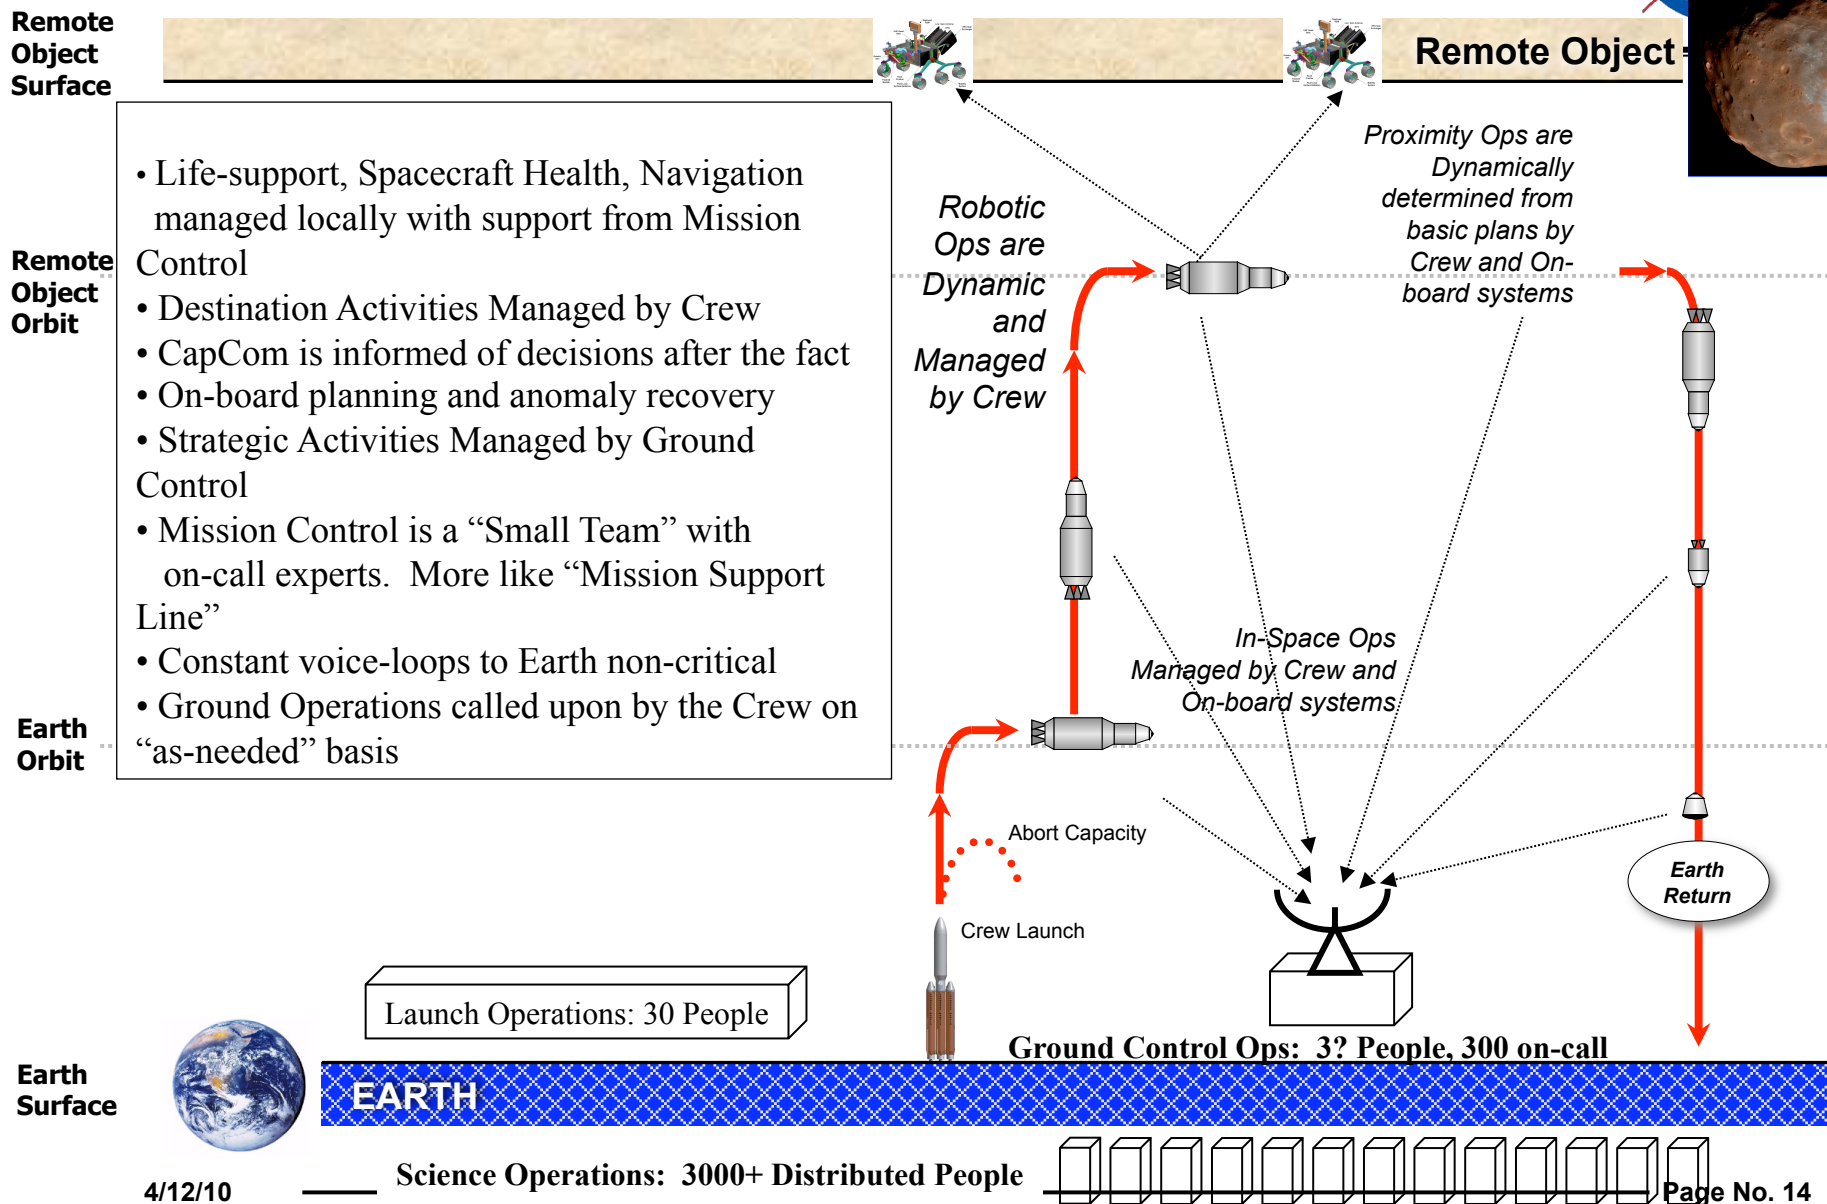 Remote
Object
Surface
Remote Object
• Life-support, Spacecraft Health, Navigation
managed locally with support from Mission
Control
• Destination Activities Managed by Crew
• CapCom is informed of decisions after the fact
• On-board planning and anomaly recovery
• Strategic Activities Managed by Ground
Control
• Mission Control is a “Small Team” with
on-call experts. More like “Mission Support
Line”
• Constant voice-loops to Earth non-critical
• Ground Operations called upon by the Crew on
“as-needed” basis
Remote
Object
Orbit
Robotic
Ops are
Dynamic
and
Managed
by Crew
Proximity Ops are
Dynamically
determined from
basic plans by
Crew and On-
board systems
In-Space Ops
Managed by Crew and
On-board systems
Earth
Orbit
Abort Capacity
Crew Launch
Earth
Return
Launch Operations: 30 People
Ground Control Ops: 3? People, 300 on-call
Earth
Surface
EARTH
Science Operations: 3000+ Distributed People
4/12/10
Page No. 14